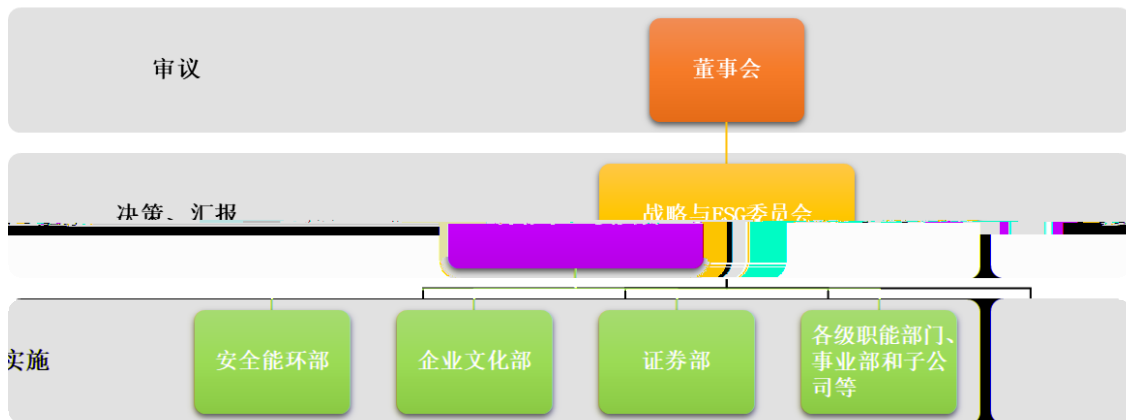 审议
董事会
决策、汇报
战略与ESG委员会
实施
安全能环部
企业文化部
证券部
各级职能部门、
事业部和子公
司等